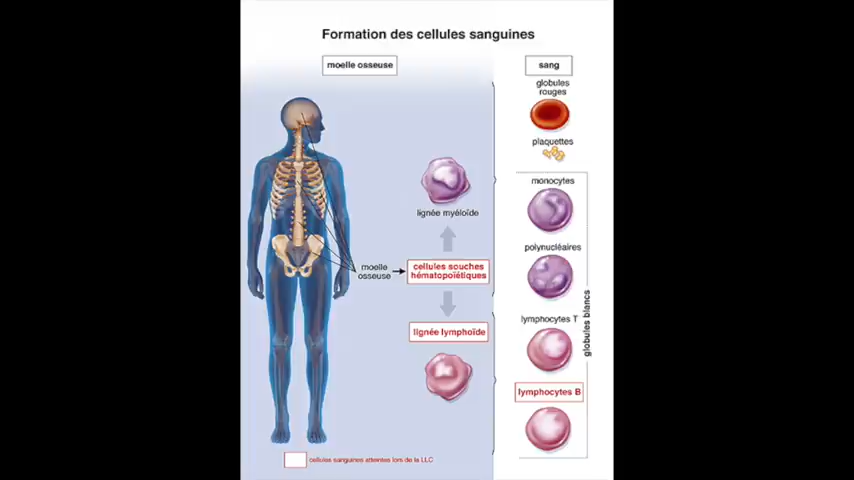 Formation des cellules sanguines
moelle osseuse
sang
globules
rouges
plaquettes
monocytes
lignée myéloïde
polynucléaires
moelle
osseuse
cellules souches
hématopoïétiques
globules blancs
lymphocytes T
lignée lymphoïde
lymphocytes B
cellules sanguines atteintes lors de la LLC